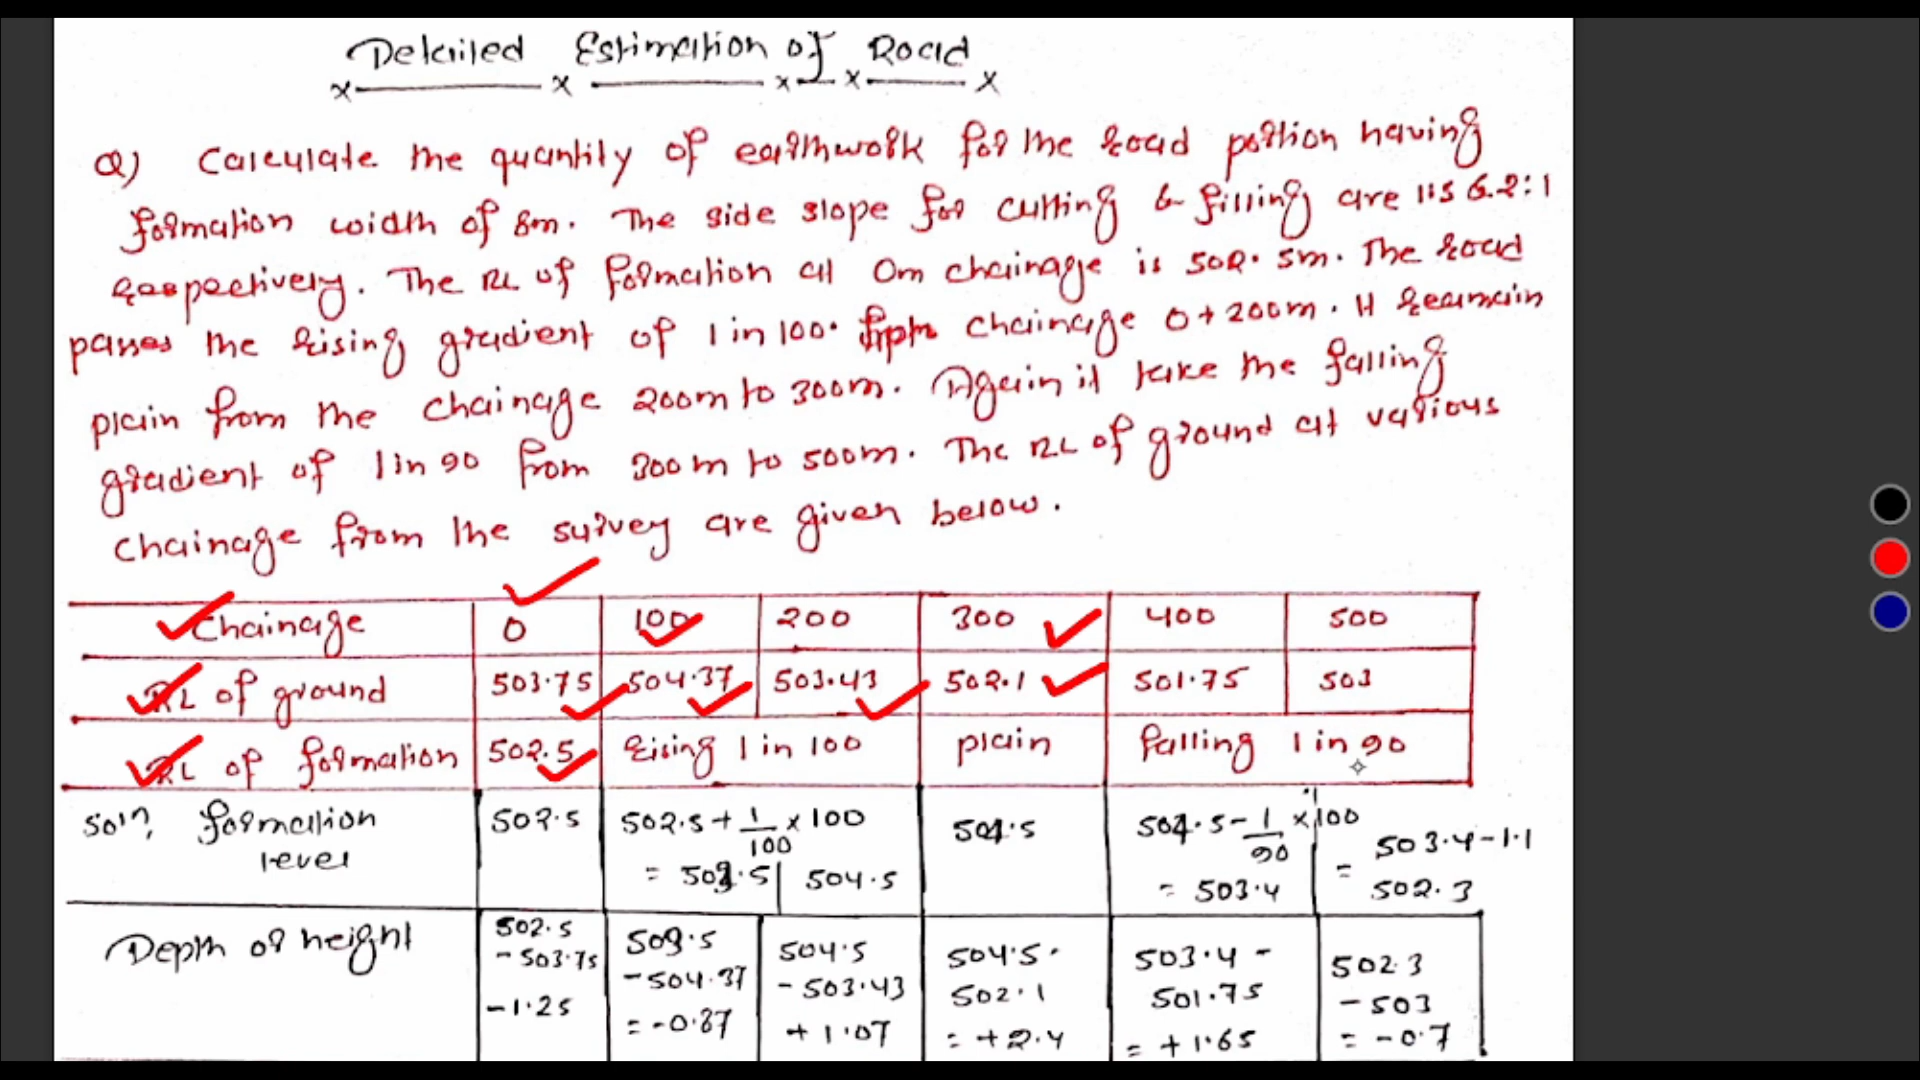 Detailed Estimation of Road
Q) Calculate the quantity of earthwork for the road portion having
formation width of 8m. The side slope for cutting & filling are 1:5 & 2:1
respectively. The RL of formation at 0m chainage is 502.5m. The road
passes the rising gradient of 1 in 100. chainage 0+200m. It reamain
plain from the chainage 200m to 300m. Again it take the falling
gradient of 1 in 90 from 300m to 500m. The RL of ground at various
chainage from the survey are given below.
Chainage 0 100 200 300 400 500
RL of ground 503.75 504.37 503.43 502.1 501.75 503
RL of formation 502.5 Rising 1 in 100 plain falling 1 in 90
Soln, formation level 502.5 502.5+1/100×100 = 503.5 504.5 504.5 504.5-1/90×100 = 503.4 503.4-1.1 = 502.3
Depth or height 502.5 -503.75 -1.25 503.5 -504.37 =-0.87 504.5 -503.43 +1.07 504.5- 502.1 =+2.4 503.4- 501.75 =+1.65 502.3 -503 =-0.7